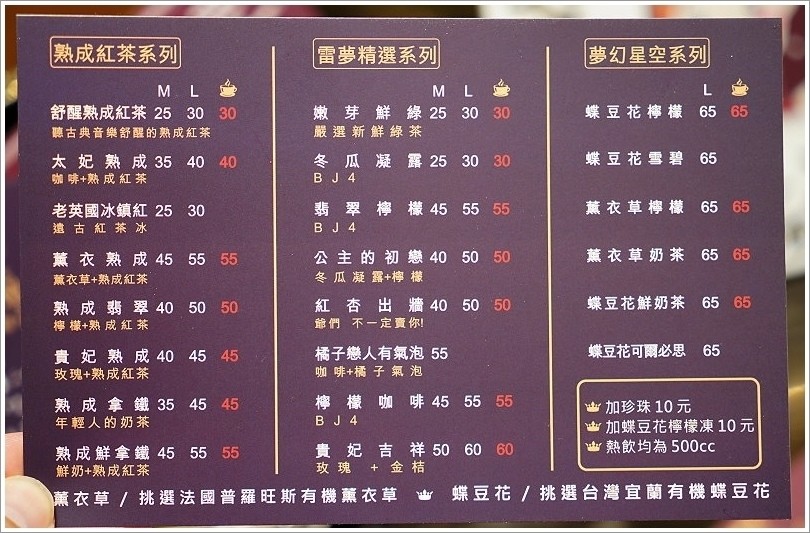 熟成紅茶系列
M L
舒醒熟成紅茶 25 30 30
聽古典音樂舒醒的熟成紅茶
太妃熟成 35 40 40
咖啡+熟成紅茶
老英國冰鎮紅 25 30
遠古紅茶冰
薰衣熟成 45 55 55
薰衣草+熟成紅茶
熟成翡翠 40 50 50
檸檬+熟成紅茶
貴妃熟成 40 45 45
玫瑰+熟成紅茶
熟成拿鐵 35 45 45
年輕人的奶茶
熟成鮮拿鐵 45 55 55
鮮奶+熟成紅茶
雷夢精選系列
M L
嫩芽鮮綠 25 30 30
嚴選新鮮綠茶
冬瓜凝露 25 30 30
BJ4
翡翠檸檬 45 55 55
BJ4
公主的初戀 40 50 50
冬瓜凝露+檸檬
紅杏出牆 40 50 50
爺們 不一定賣你!
橘子戀人有氣泡 55
咖啡+橘子氣泡
檸檬咖啡 45 55 55
BJ4
貴妃吉祥 50 60 60
玫瑰 + 金桔
夢幻星空系列
L
蝶豆花檸檬 65 65
蝶豆花雪碧 65
薰衣草檸檬 65 65
薰衣草奶茶 65 65
蝶豆花鮮奶茶 65 65
蝶豆花可爾必思 65
加珍珠10元
加蝶豆花檸檬凍10元
熱飲均為500cc
薰衣草 / 挑選法國普羅旺斯有機薰衣草 蝶豆花 / 挑選台灣宜蘭有機蝶豆花